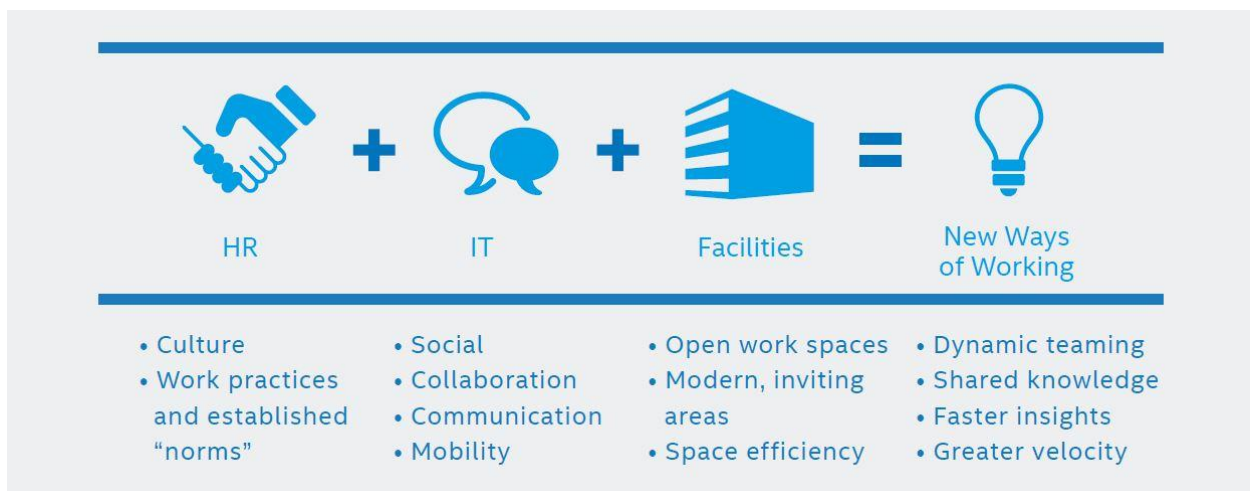 + + =
HR
IT
Facilities
New Ways
of Working
• Culture
• Work practices
and established
“norms”
• Social
• Collaboration
• Communication
• Mobility
• Open work spaces
• Modern, inviting
areas
• Space efficiency
• Dynamic teaming
• Shared knowledge
• Faster insights
• Greater velocity